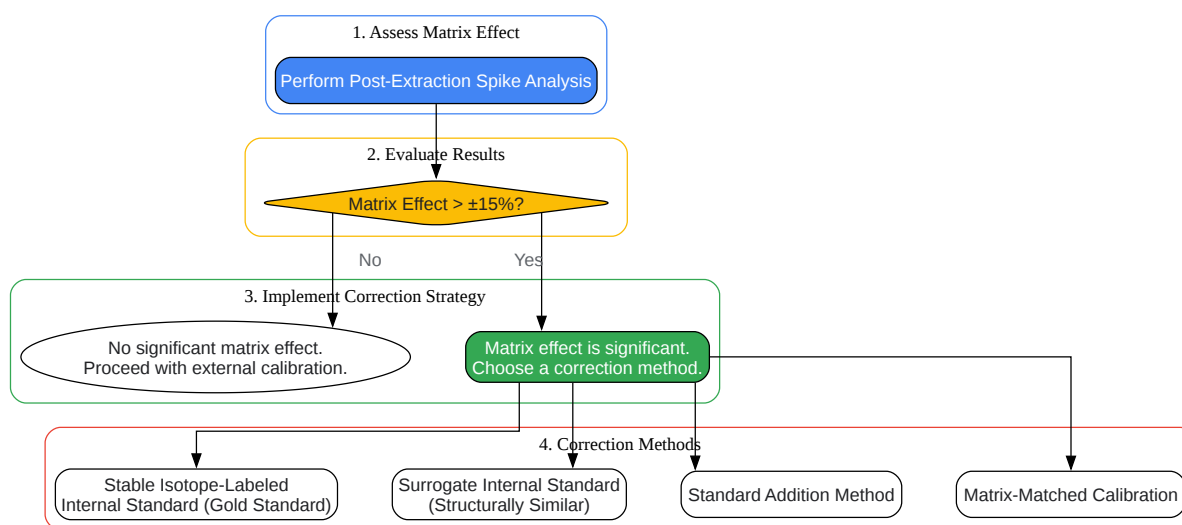 1. Assess Matrix Effect
Perform Post-Extraction Spike Analysis
2. Evaluate Results
Matrix Effect > ±15%?
No
Yes
3. Implement Correction Strategy
No significant matrix effect.
Proceed with external calibration.
Matrix effect is significant.
Choose a correction method.
4. Correction Methods
Stable Isotope-Labeled
Internal Standard (Gold Standard)
Surrogate Internal Standard
(Structurally Similar)
Standard Addition Method
Matrix-Matched Calibration